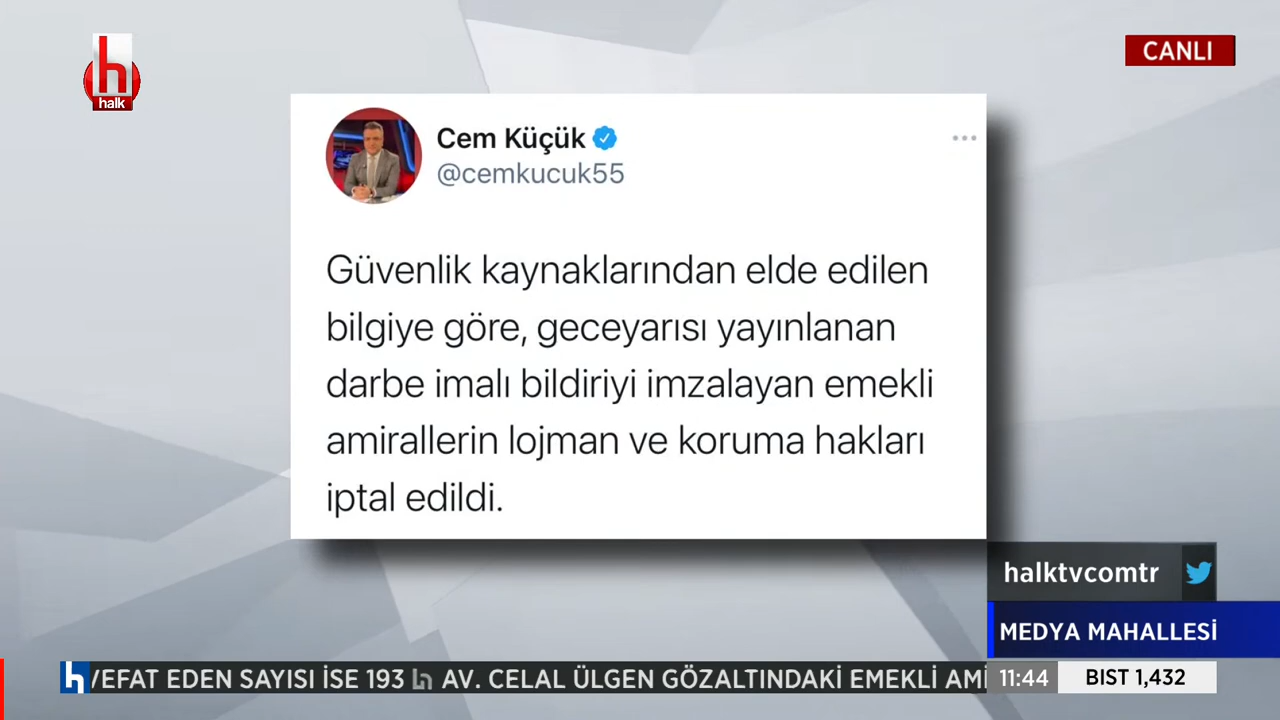 h
halk
CANLI
Cem Küçük
@cemkucuk55
Güvenlik kaynaklarından elde edilen
bilgiye göre, geceyarısı yayınlanan
darbe imalı bildiriyi imzalayan emekli
amirallerin lojman ve koruma hakları
iptal edildi.
halktvcomtr
MEDYA MAHALLESİ
h EFAT EDEN SAYISI İSE 193 h AV. CELAL ÜLGEN GÖZALTINDAKİ EMEKLİ AMİ 11:44 BIST 1,432